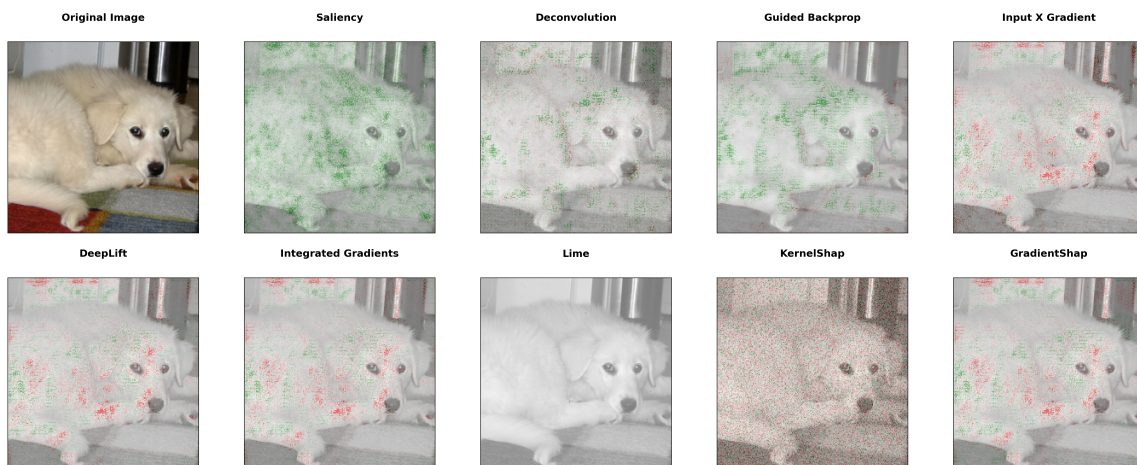 Original Image
Saliency
Deconvolution
Guided Backprop
Input X Gradient
DeepLift
Integrated Gradients
Lime
KernelShap
GradientShap